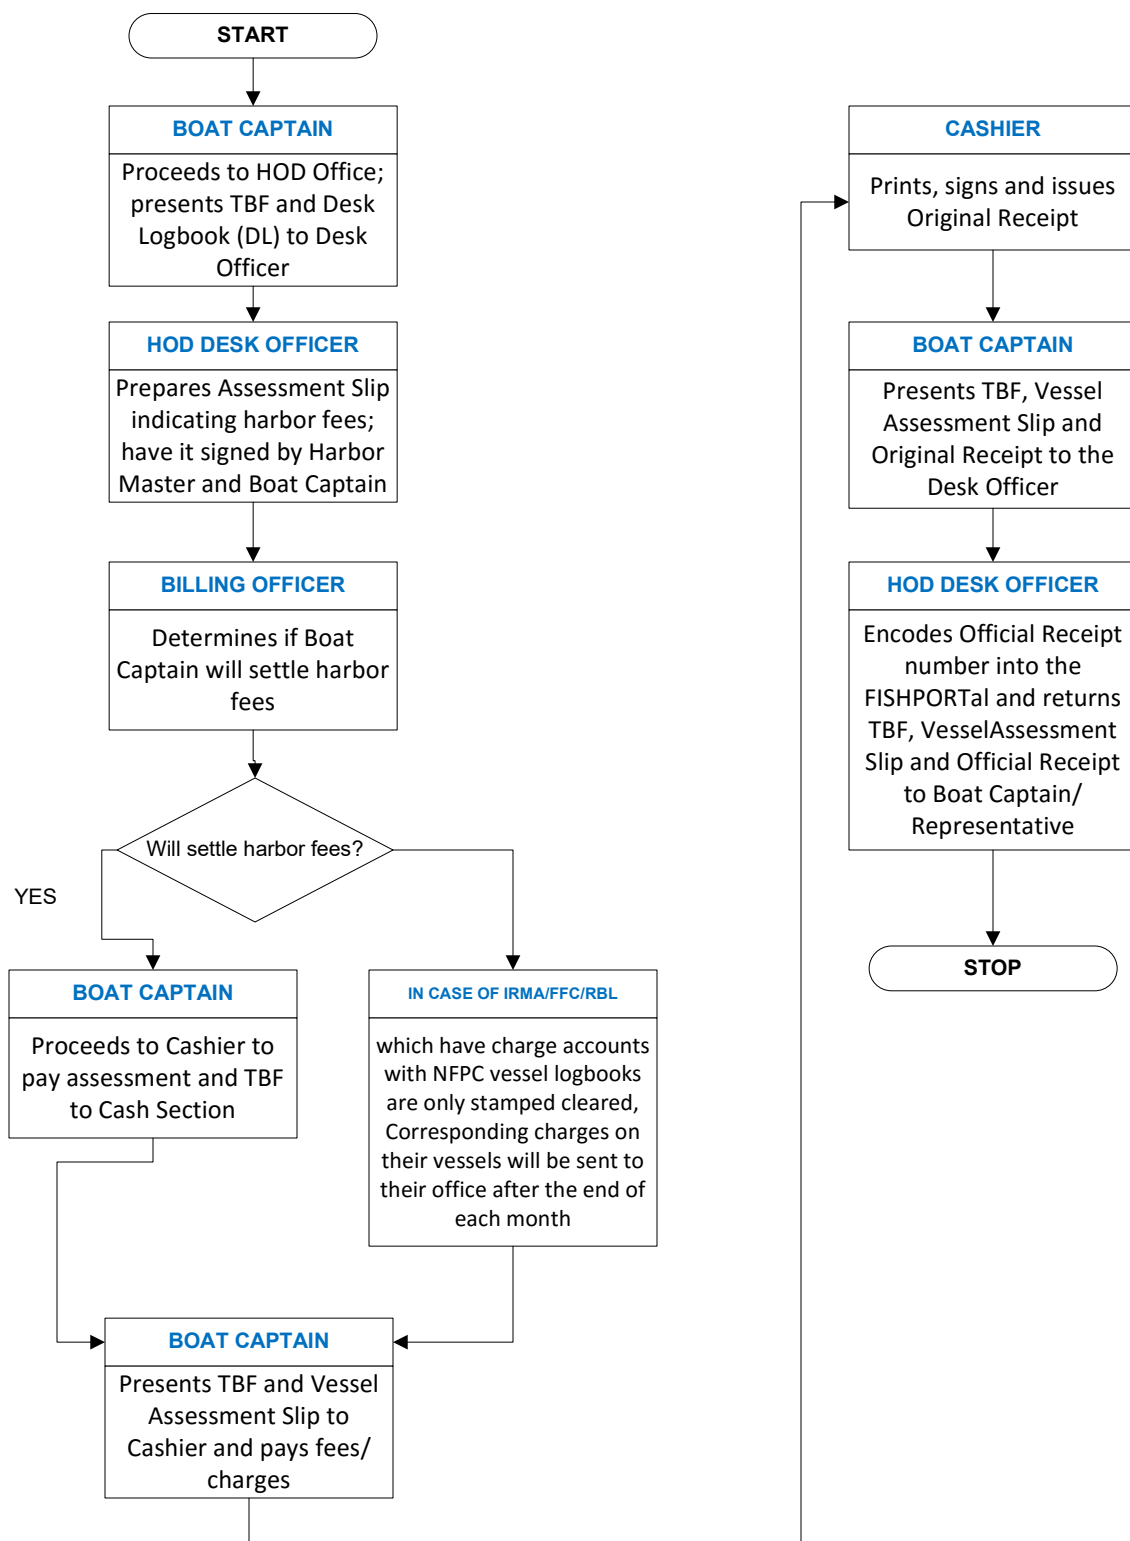 START
BOAT CAPTAIN
Proceeds to HOD Office;
presents TBF and Desk
Logbook (DL) to Desk
Officer
HOD DESK OFFICER
Prepares Assessment Slip
indicating harbor fees;
have it signed by Harbor
Master and Boat Captain
BILLING OFFICER
Determines if Boat
Captain will settle harbor
fees
Will settle harbor fees?
YES
BOAT CAPTAIN
Proceeds to Cashier to
pay assessment and TBF
to Cash Section
IN CASE OF IRMA/FFC/RBL
which have charge accounts
with NFPC vessel logbooks
are only stamped cleared,
Corresponding charges on
their vessels will be sent to
their office after the end of
each month
BOAT CAPTAIN
Presents TBF and Vessel
Assessment Slip to
Cashier and pays fees/
charges
CASHIER
Prints, signs and issues
Original Receipt
BOAT CAPTAIN
Presents TBF, Vessel
Assessment Slip and
Original Receipt to the
Desk Officer
HOD DESK OFFICER
Encodes Official Receipt
number into the
FISHPORTal and returns
TBF, VesselAssessment
Slip and Official Receipt
to Boat Captain/
Representative
STOP